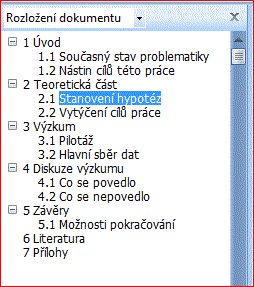 Rozložení dokumentu
1 Úvod
1.1 Současný stav problematiky
1.2 Nástin cílů této práce
2 Teoretická část
2.1 Stanovení hypotéz
2.2 Vytýčení cílů práce
3 Výzkum
3.1 Pilotáž
3.2 Hlavní sběr dat
4 Diskuze výzkumu
4.1 Co se povedlo
4.2 Co se nepovedlo
5 Závěry
5.1 Možnosti pokračování
6 Literatura
7 Přílohy